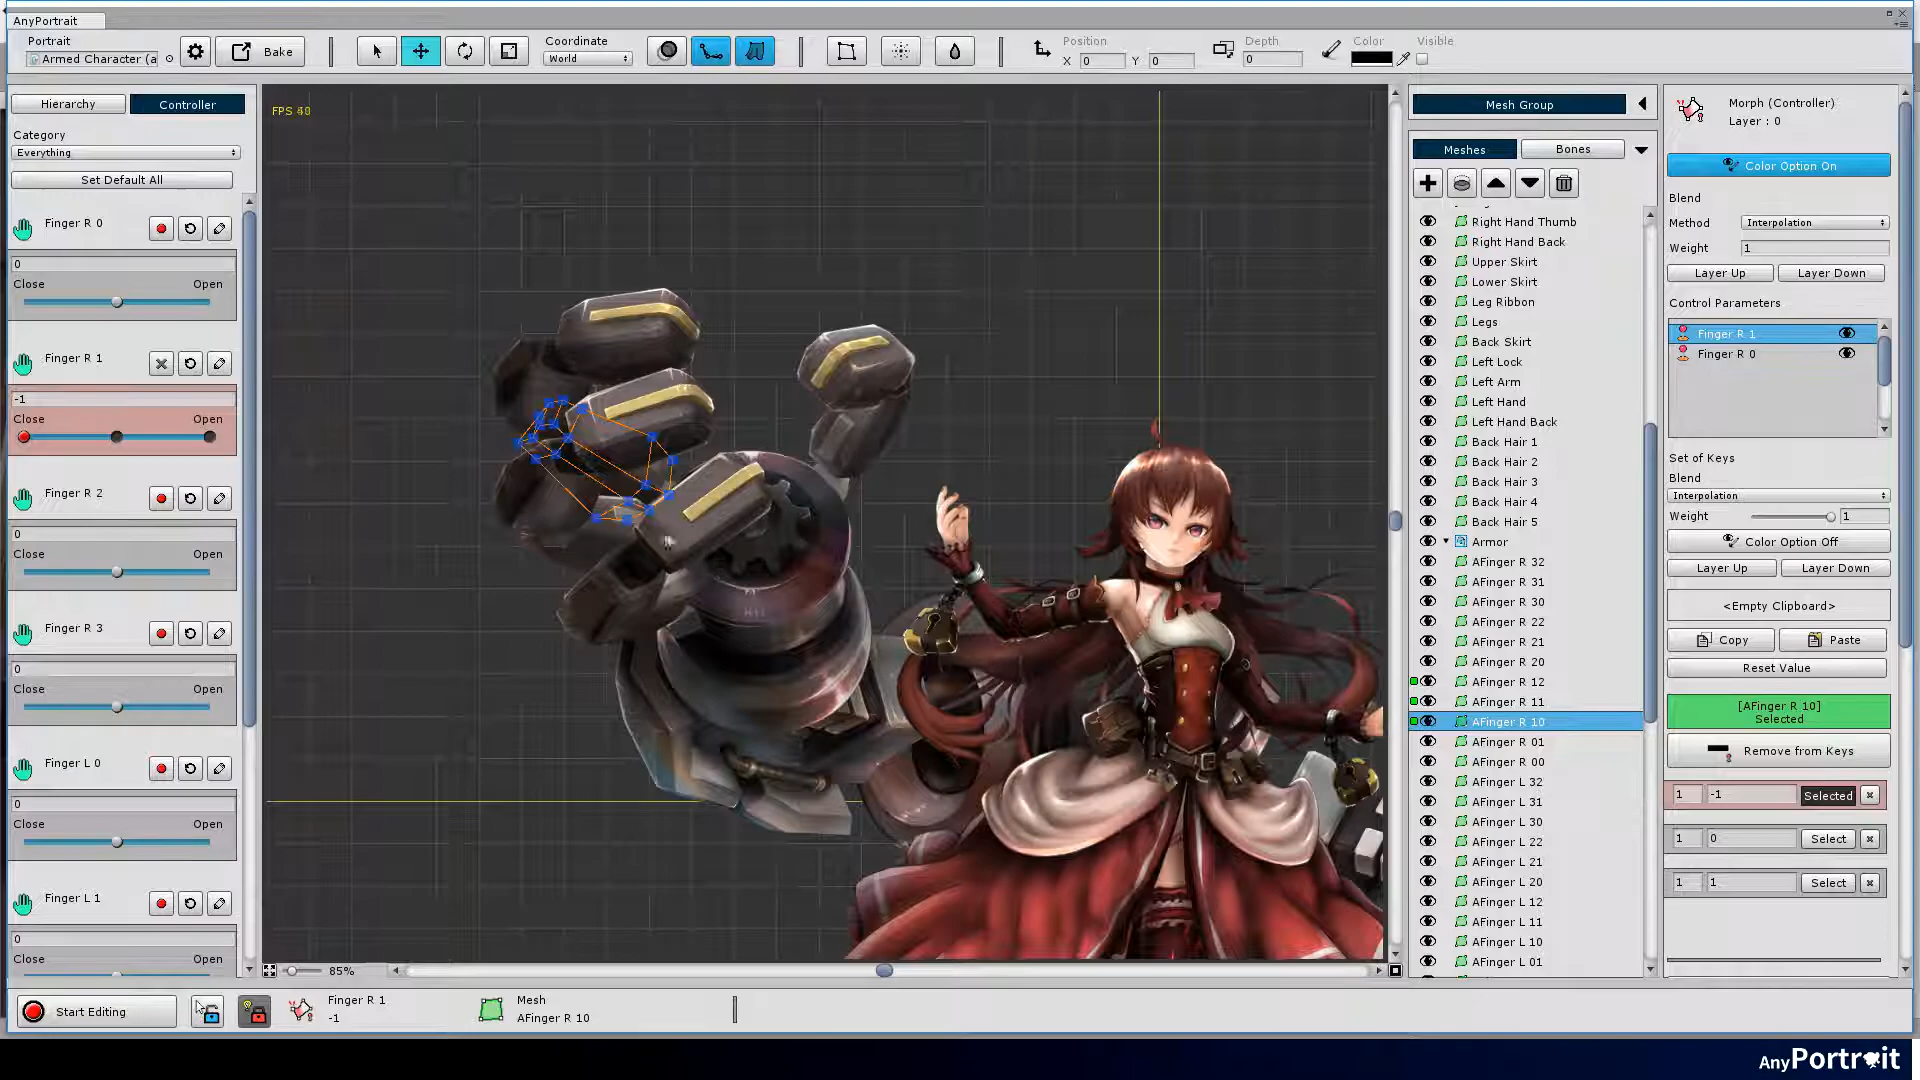 AnyPortrait
Portrait
Armed Character (a
Bake
Coordinate
World
Position
X 0 Y 0
Depth
0
Color
Visible
Hierarchy
Controller
Category
Everything
Set Default All
Finger R 0
0
Close Open
Finger R 1
-1
Close Open
Finger R 2
0
Close Open
Finger R 3
0
Close Open
Finger L 0
0
Close Open
Finger L 1
0
Close Open
85%
Mesh Group
Meshes
Bones
Right Hand Thumb
Right Hand Back
Upper Skirt
Lower Skirt
Leg Ribbon
Legs
Back Skirt
Left Lock
Left Arm
Left Hand
Left Hand Back
Back Hair 1
Back Hair 2
Back Hair 3
Back Hair 4
Back Hair 5
Armor
AFinger R 32
AFinger R 31
AFinger R 30
AFinger R 22
AFinger R 21
AFinger R 20
AFinger R 12
AFinger R 11
AFinger R 10
AFinger R 01
AFinger R 00
AFinger L 32
AFinger L 31
AFinger L 30
AFinger L 22
AFinger L 21
AFinger L 20
AFinger L 12
AFinger L 11
AFinger L 10
AFinger L 01
Morph (Controller)
Layer : 0
Color Option On
Blend
Method Interpolation
Weight 1
Layer Up Layer Down
Control Parameters
Finger R 1
Finger R 0
Set of Keys
Blend
Interpolation
Weight 1
Color Option Off
Layer Up Layer Down
<Empty Clipboard>
Copy Paste
Reset Value
[AFinger R 10]
Selected
Remove from Keys
1 -1 Selected
1 0 Select
1 1 Select
Start Editing
Finger R 1
-1
Mesh
AFinger R 10
AnyPortrait